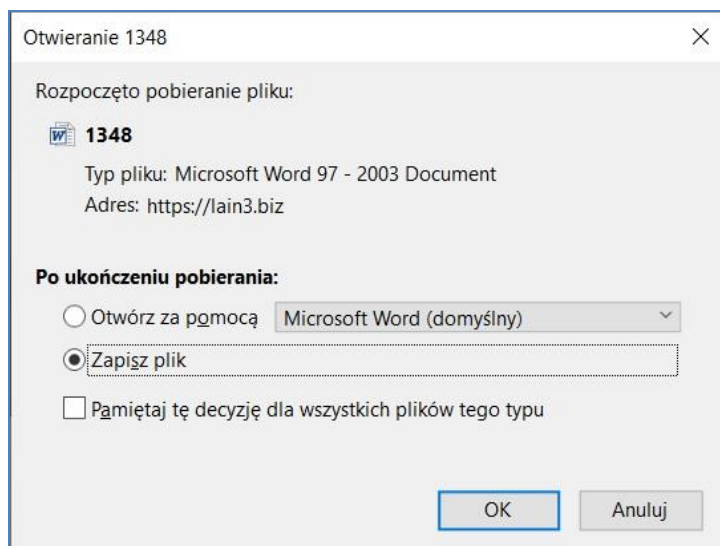 Otwieranie 1348
Rozpoczęto pobieranie pliku:
1348
Typ pliku: Microsoft Word 97 - 2003 Document
Adres: https://lain3.biz
Po ukończeniu pobierania:
Otwórz za pomocą Microsoft Word (domyślny)
Zapisz plik
Pamiętaj tę decyzję dla wszystkich plików tego typu
OK Anuluj